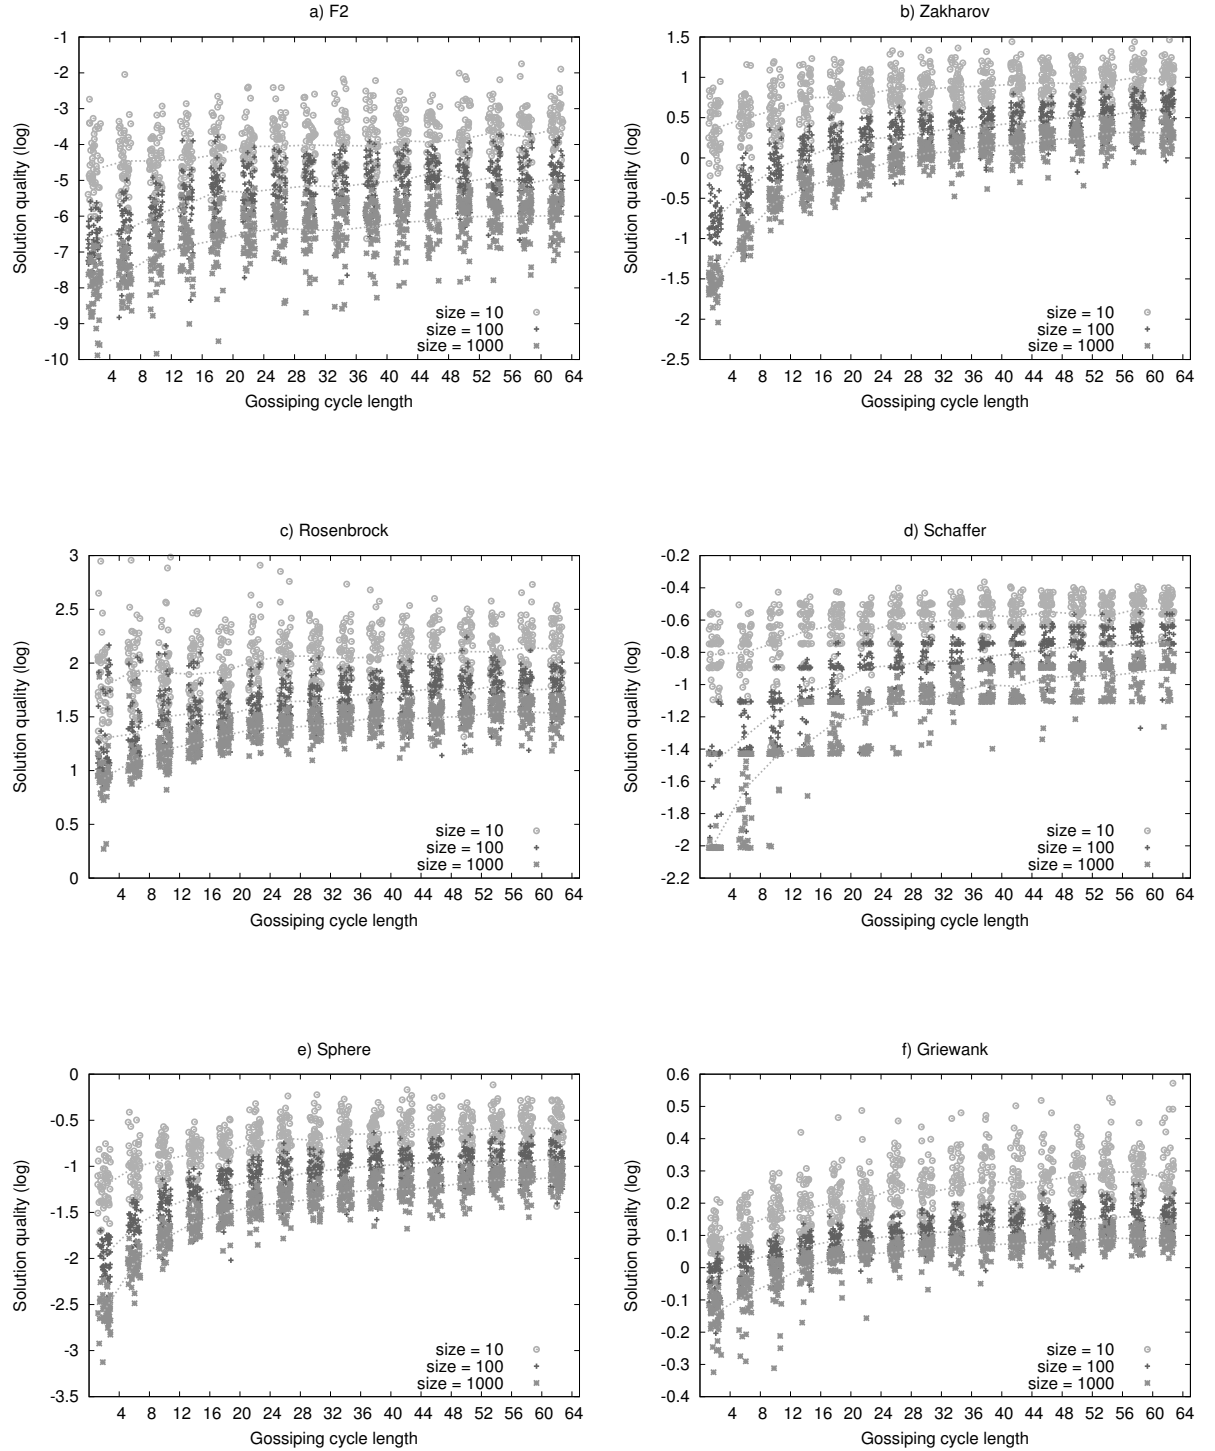 a) F2
Solution quality (log)
-1
-2
-3
-4
-5
-6
-7
-8
-9
-10
size = 10
size = 100
size = 1000
4 8 12 16 20 24 28 32 36 40 44 48 52 56 60 64
Gossiping cycle length
b) Zakharov
Solution quality (log)
1.5
1
0.5
0
-0.5
-1
-1.5
-2
-2.5
size = 10
size = 100
size = 1000
4 8 12 16 20 24 28 32 36 40 44 48 52 56 60 64
Gossiping cycle length
c) Rosenbrock
Solution quality (log)
3
2.5
2
1.5
1
0.5
0
size = 10
size = 100
size = 1000
4 8 12 16 20 24 28 32 36 40 44 48 52 56 60 64
Gossiping cycle length
d) Schaffer
Solution quality (log)
-0.2
-0.4
-0.6
-0.8
-1
-1.2
-1.4
-1.6
-1.8
-2
-2.2
size = 10
size = 100
size = 1000
4 8 12 16 20 24 28 32 36 40 44 48 52 56 60 64
Gossiping cycle length
e) Sphere
Solution quality (log)
0
-0.5
-1
-1.5
-2
-2.5
-3
-3.5
size = 10
size = 100
size = 1000
4 8 12 16 20 24 28 32 36 40 44 48 52 56 60 64
Gossiping cycle length
f) Griewank
Solution quality (log)
0.6
0.5
0.4
0.3
0.2
0.1
0
-0.1
-0.2
-0.3
-0.4
size = 10
size = 100
size = 1000
4 8 12 16 20 24 28 32 36 40 44 48 52 56 60 64
Gossiping cycle length